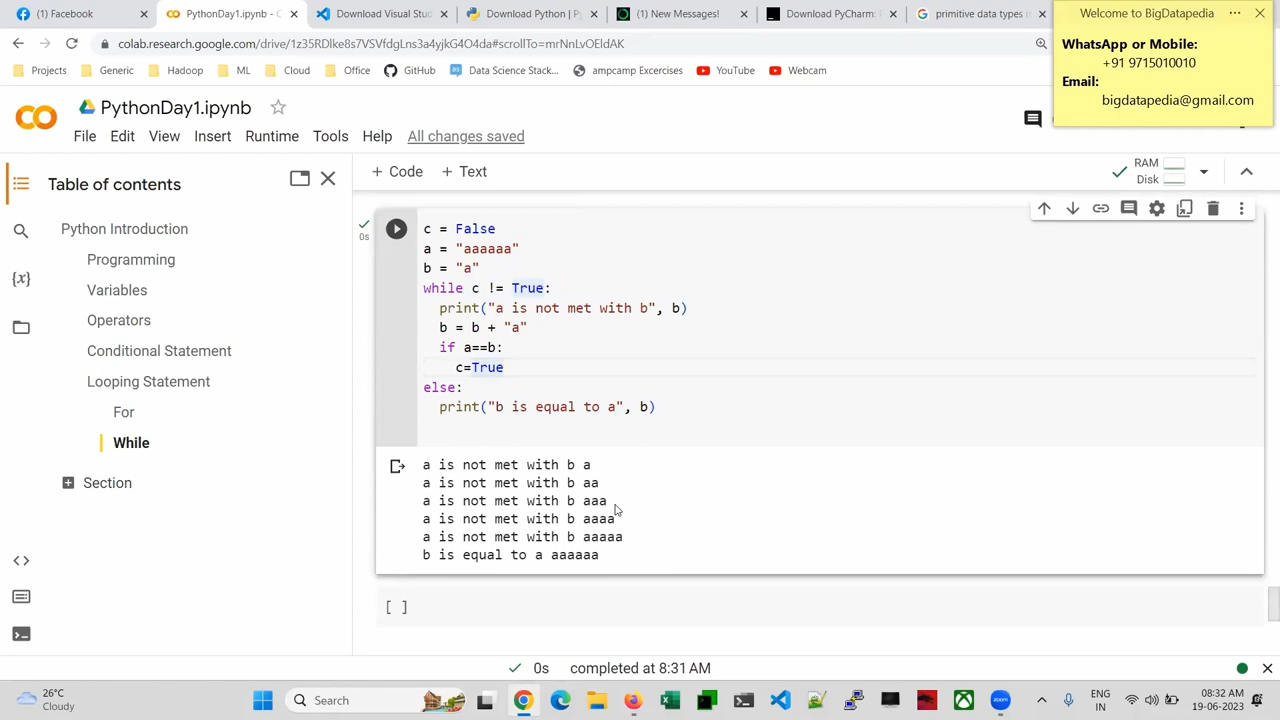 (1) Facebook
PythonDay1.ipynb - C
Download Visual Stu
Download Python | P
(1) New Messages!
Download PyCharm
primitive data types i
Welcome to BigDatapedia
colab.research.google.com/drive/1z35RDlke8s7VSVfdgLns3a4yjkG4O4da#scrollTo=mrNnLvOEldAK
WhatsApp or Mobile:
+91 9715010010
Email:
bigdatapedia@gmail.com
Projects
Generic
Hadoop
ML
Cloud
Office
GitHub
Data Science Stack...
ampcamp Excercises
YouTube
Webcam
CO
PythonDay1.ipynb
File Edit View Insert Runtime Tools Help All changes saved
Table of contents
+ Code + Text
RAM
Disk
Python Introduction
Programming
Variables
Operators
Conditional Statement
Looping Statement
For
While
Section
{x}
0s
c = False
a = "aaaaaa"
b = "a"
while c != True:
print("a is not met with b", b)
b = b + "a"
if a==b:
c=True
else:
print("b is equal to a", b)
a is not met with b a
a is not met with b aa
a is not met with b aaa
a is not met with b aaaa
a is not met with b aaaaa
b is equal to a aaaaaa
[ ]
0s completed at 8:31 AM
26°C
Cloudy
Search
ENG
IN
08:32 AM
19-06-2023